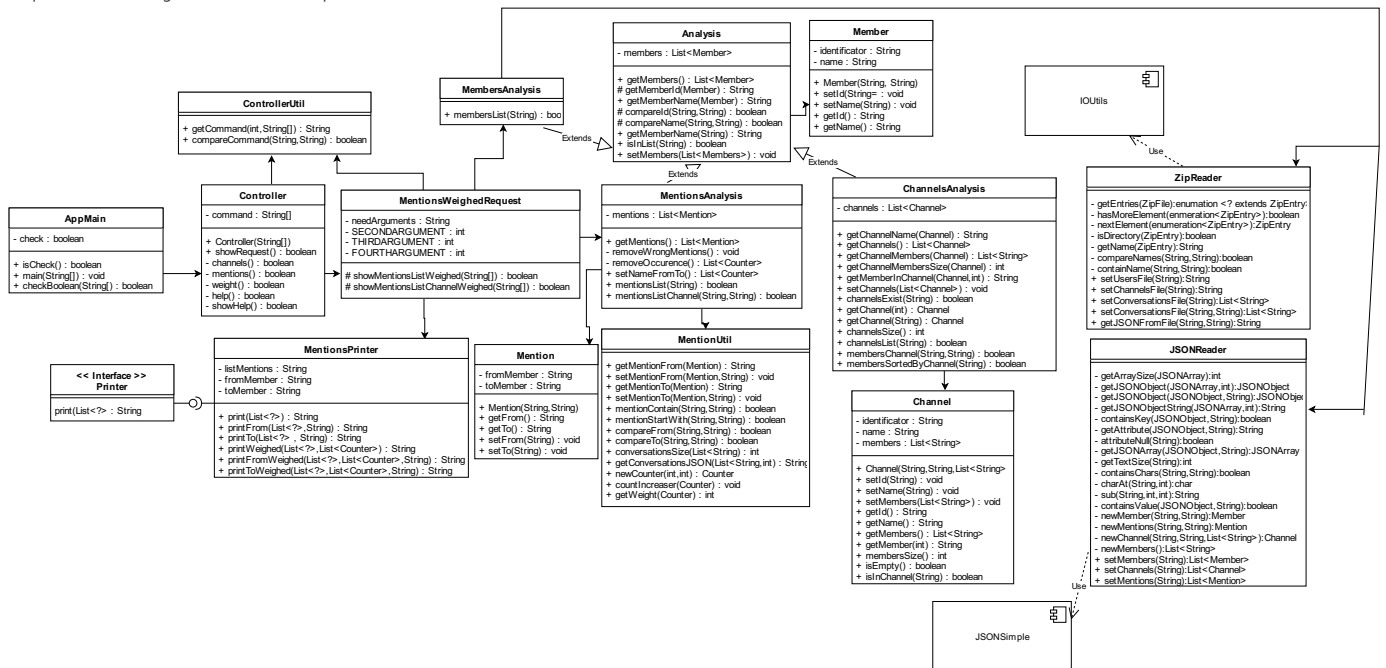 Analysis
- members : List<Member>
+ getMembers() : List<Member>
# getMemberId(Member) : String
+ getMemberName(Member) : String
# compareId(String,String) : boolean
# compareName(String,String) : boolean
+ getMemberName(Member) : String
+ isInList(String) : boolean
+ setMembers(List<Members>) : void
Member
- identificator : String
- name : String
+ Member(String, String)
+ setId(String= : void
+ setName(String) : void
+ getId() : String
+ getName() : String
MembersAnalysis
+ membersList(String) : boo
IOUtils
ControllerUtil
+ getCommand(int,String[]) : String
+ compareCommand(String,String) : boolean
Extends
Extends
Extends
Use
AppMain
- check : boolean
+ isCheck() : boolean
+ main(String[]) : void
+ checkBoolean(String[) : boolean
Controller
- command : String[]
+ Controller(String[])
+ showRequest() : boolean
- channels() : boolean
- mentions() : boolean
- weight() : boolean
- help() : boolean
- showHelp() : boolean
MentionsWeighedRequest
- needArguments : String
- SECONDARGUMENT : int
- THIRDARGUMENT : int
- FOURTHARGUMENT : int
# showMentionsListWeighed(String[]) : boolean
# showMentionsListChannelWeighed(String[]) : boolean
MentionsAnalysis
- mentions : List<Mention>
+ getMentions() : List<Mention>
- removeWrongMentions() : void
- removeOccurence() : List<Counter>
+ setNameFromTo() : List<Counter>
+ mentionsList(String) : boolean
+ mentionsListChannel(String,String) : boolean
ChannelsAnalysis
- channels : List<Channel>
+ getChannelName(Channel) : String
+ getChannels() : List<Channel>
+ getChannelMembers(Channel) : List<String>
+ getChannelMembersSize(Channel) : int
+ getMemberInChannel(Channel,int) : String
+ setChannels(List<Channel>) : void
+ channelsExist(String) : boolean
+ getChannel(int) : Channel
+ getChannel(String) : Channel
+ channelsSize() : int
+ channelsList(String) : boolean
+ membersChannel(String,String) : boolean
+ membersSortedByChannel(String) : boolean
ZipReader
- getEntries(ZipFile):enumation <? extends ZipEntry:
- hasMoreElement(enmeration<ZipEntry>):boolean
- nextElement(enumeration<ZipEntry>):ZipEntry
- isDirectory(ZipEntry):boolean
- getName(ZipEntry):String
- compareNames(String,String):boolean
- containName(String,String):boolean
+ setUsersFile(String):String
+ setChannelsFile(String):String
+ setConversationsFile(String):List<String>
+ setConversationsFile(String,String):List<String>
+ getJSONFromFile(String,String):String
<< Interface >>
Printer
print(List<?> : String
MentionsPrinter
- listMentions : String
- fromMember : String
- toMember : String
+ print(List<?>) : String
+ printFrom(List<?>,String) : String
+ printTo(List<? , String) : String
+ printWeighed(List<?>,List<Counter>) : String
+ printFromWeighed(List<?>,List<Counter>,String) : String
+ printToWeighed(List<?>,List<Counter>,String) : String
Mention
- fromMember : String
- toMember : String
+ Mention(String,String)
+ getFrom() : String
+ getTo() : String
+ setFrom(String) : void
+ setTo(String) : void
MentionUtil
+ getMentionFrom(Mention) : String
+ setMentionFrom(Mention,String) : void
+ getMentionTo(Mention) : String
+ setMentionTo(Mention,String) : void
+ mentionContain(String,String) : boolean
+ mentionStartWith(String,String) : boolean
+ compareFrom(String,String) : boolean
+ compareTo(String,String) : boolean
+ conversationsSize(List<String) : int
+ getConversationsJSON(List<String,int) : String
+ newCounter(int,int) : Counter
+ countIncreaser(Counter) : void
+ getWeight(Counter) : int
Channel
- identificator : String
- name : String
- members : List<String>
+ Channel(String,String,List<String>
+ setId(String) : void
+ setName(String) : void
+ setMembers(List<String>) : void
+ getId() : String
+ getName() : String
+ getMembers() : List<String>
+ getMember(int) : String
+ membersSize() : int
+ isEmpty() : boolean
+ isInChannel(String) : boolean
JSONReader
- getArraySize(JSONArray):int
- getJSONObject(JSONArray,int):JSONObject
- getJSONObject(JSONObject,String):JSONObjec
- getJSONObjectString(JSONArray,int):String
- containsKey(JSONObject,String):boolean
- getAttribute(JSONObject,String):String
- attributeNull(String):boolean
- getJSONArray(JSONObject,String):JSONArray
- getTextSize(String):int
- containsChars(String,String):boolean
- charAt(String,int):char
- sub(String,int,int):String
- containsValue(JSONObject,String):boolean
- newMember(String,String):Member
- newMentions(String,String):Mention
- newChannel(String,String,List<String>):Channel
- newMembers():List<String>
+ setMembers(String):List<Member>
+ setChannels(String):List<Channel>
+ setMentions(String):List<Mention>
Use
JSONSimple